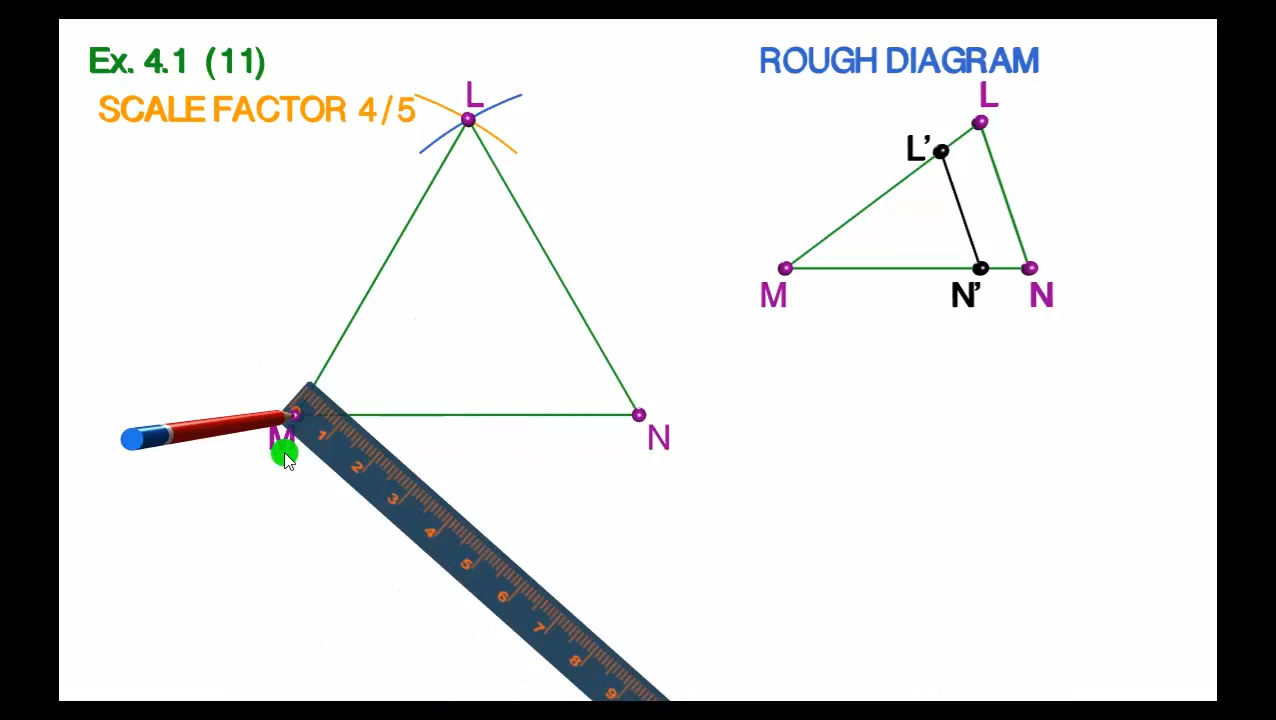 Ex. 4.1 (11)
SCALE FACTOR 4/5
L
M
N
1
2
3
4
5
6
7
8
9
ROUGH DIAGRAM
L
L’
M
N’
N